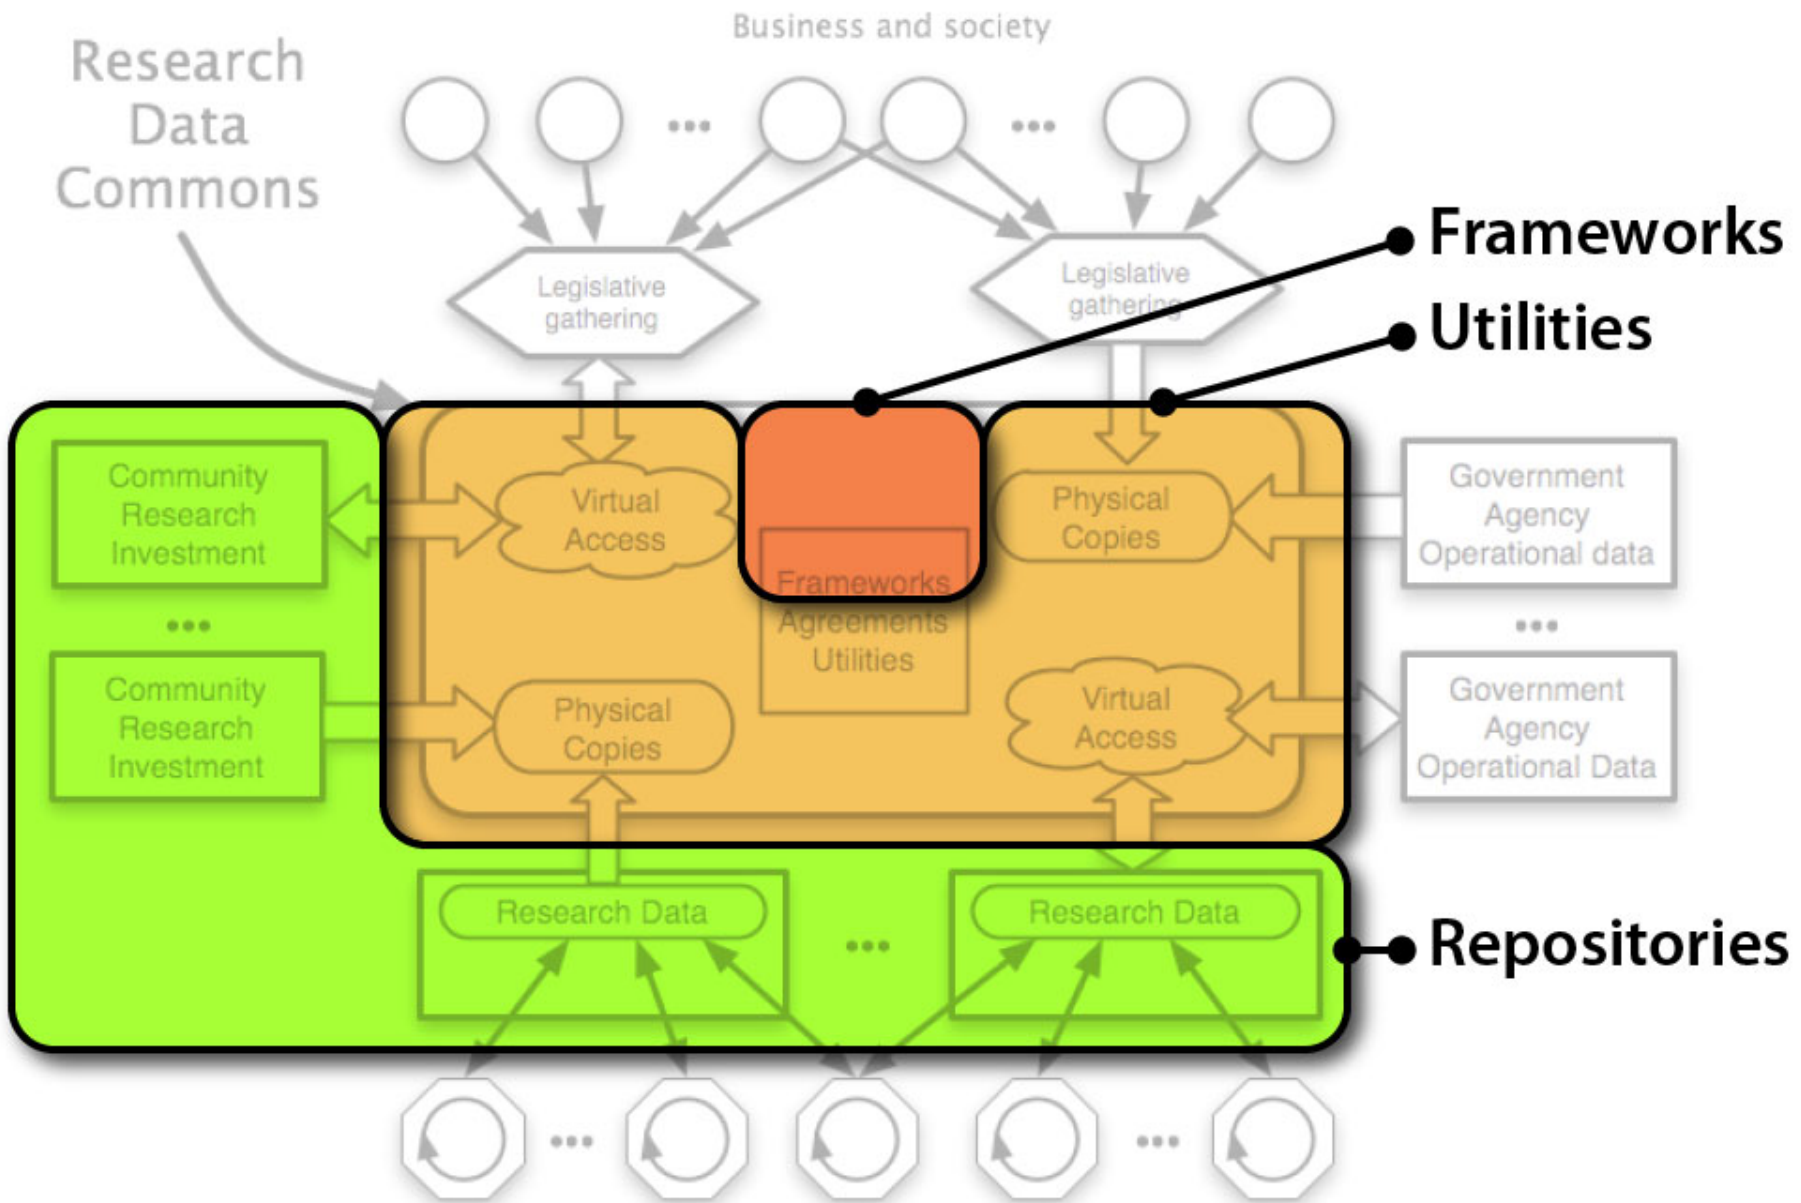 Business and society
Research
Data
Commons
Legislative
gathering
Legislative
gathering
Frameworks
Utilities
Community
Research
Investment
Virtual
Access
Physical
Copies
Government
Agency
Operational data
...
Frameworks
Agreements
Utilities
...
Community
Research
Investment
Physical
Copies
Virtual
Access
Government
Agency
Operational Data
Research Data
...
Research Data
Repositories